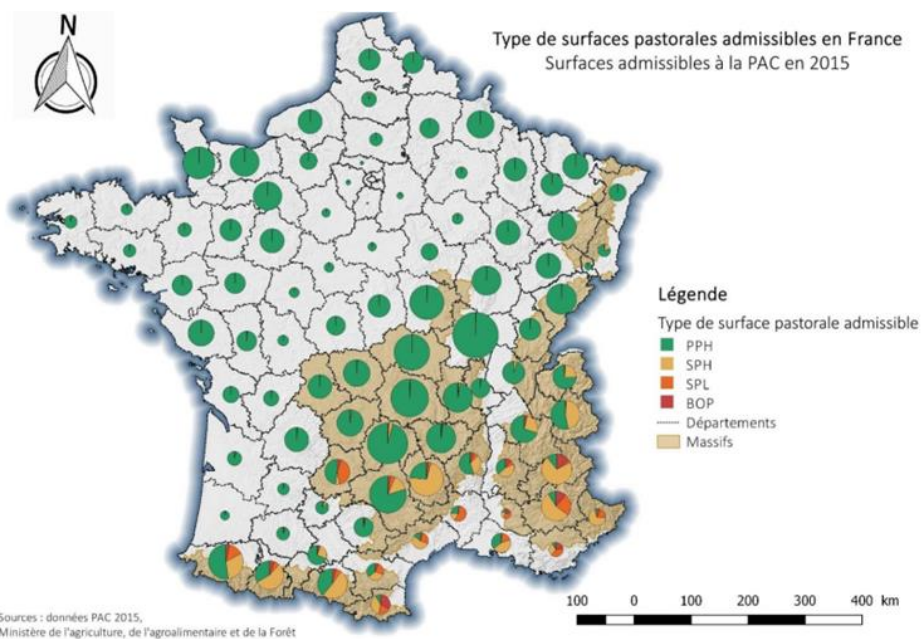 N
Type de surfaces pastorales admissibles en France
Surfaces admissibles à la PAC en 2015
Légende
Type de surface pastorale admissible
PPH
SPH
SPL
BOP
Départements
Massifs
100 0 100 200 300 400 km
Sources : données PAC 2015,
Ministère de l'agriculture, de l'agroalimentaire et de la Forêt